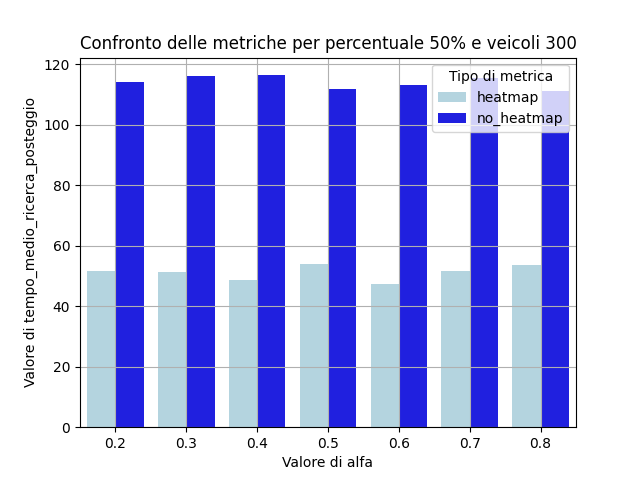 Confronto delle metriche per percentuale 50% e veicoli 300
Valore di tempo_medio_ricerca_posteggio
120
100
80
60
40
20
0
Tipo di metrica
heatmap
no_heatmap
0.2 0.3 0.4 0.5 0.6 0.7 0.8
Valore di alfa